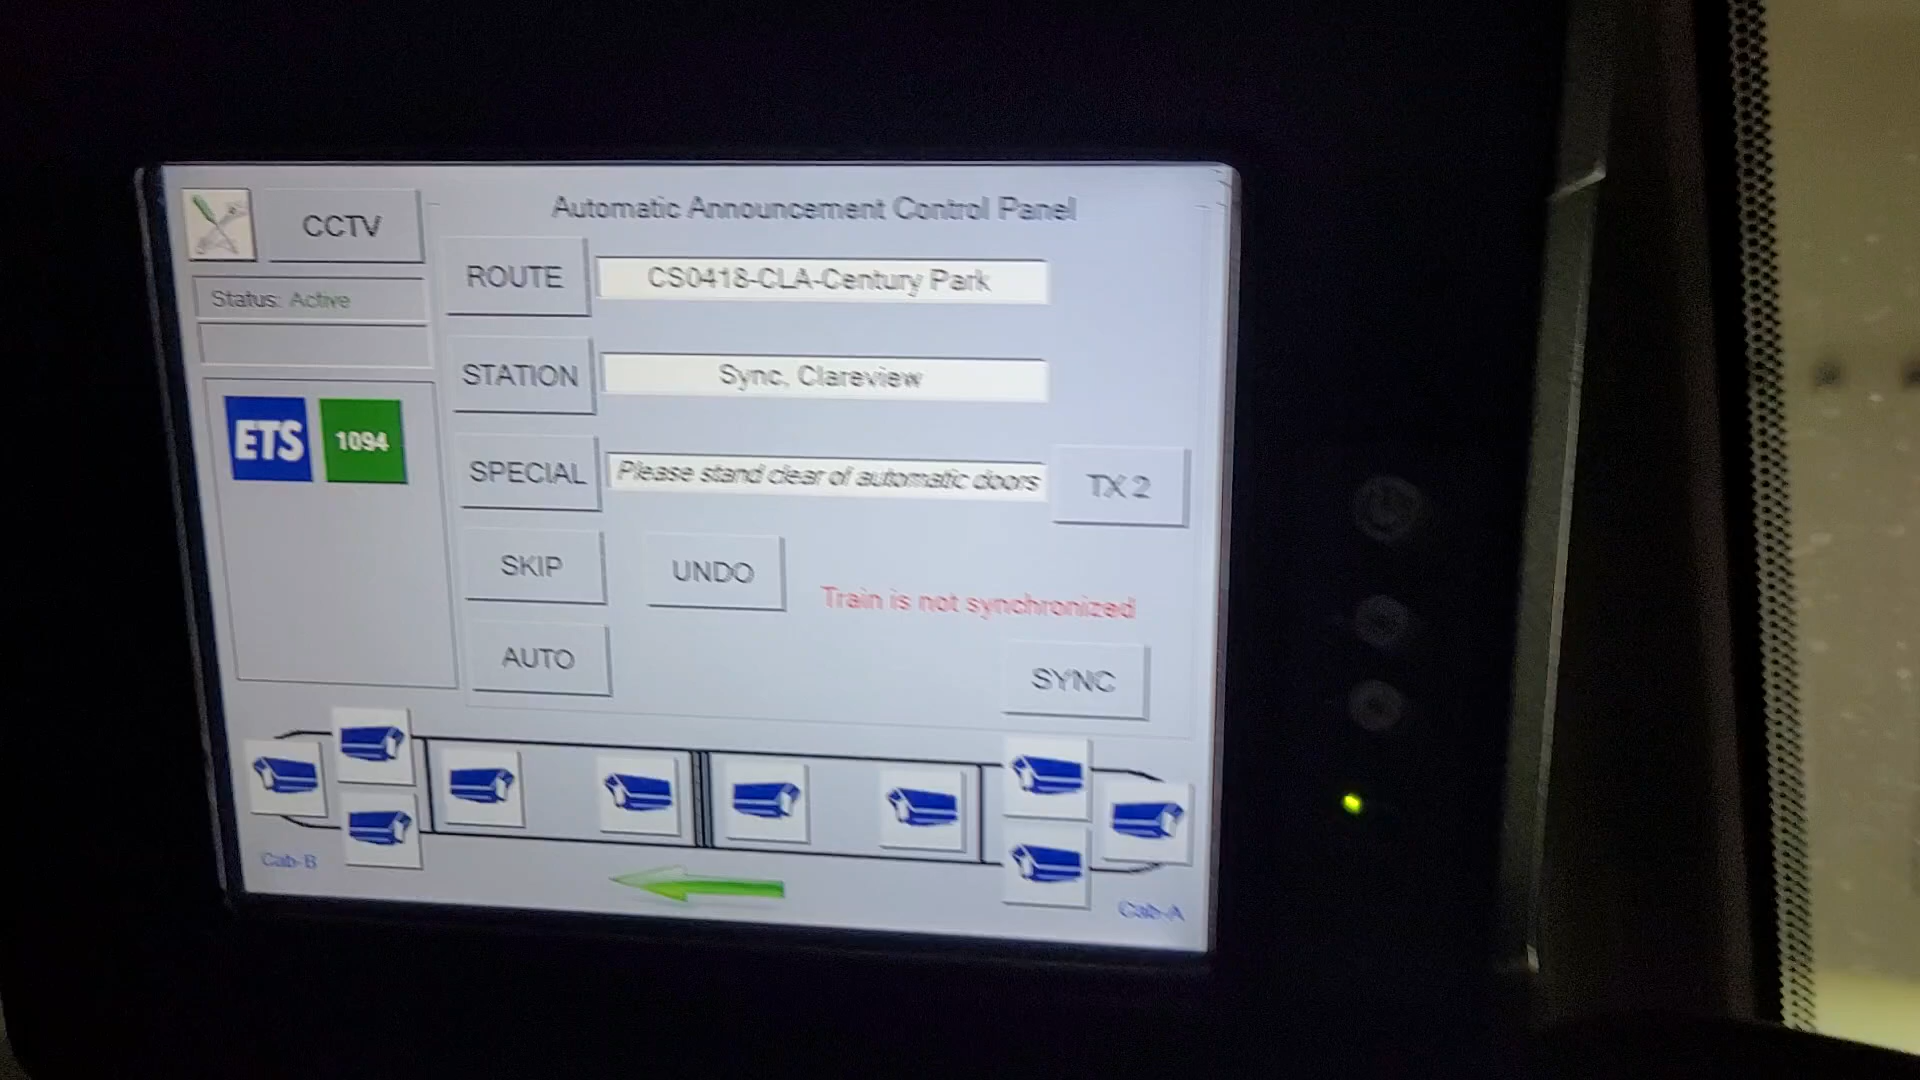 Automatic Announcement Control Panel
CCTV
ROUTE
CS0418-CLA-Century Park
Status: Active
STATION
Sync, Clareview
ETS
1094
SPECIAL
Please stand clear of automatic doors
TX 2
SKIP
UNDO
Train is not synchronized
AUTO
SYNC
Cab-B
Cab-A